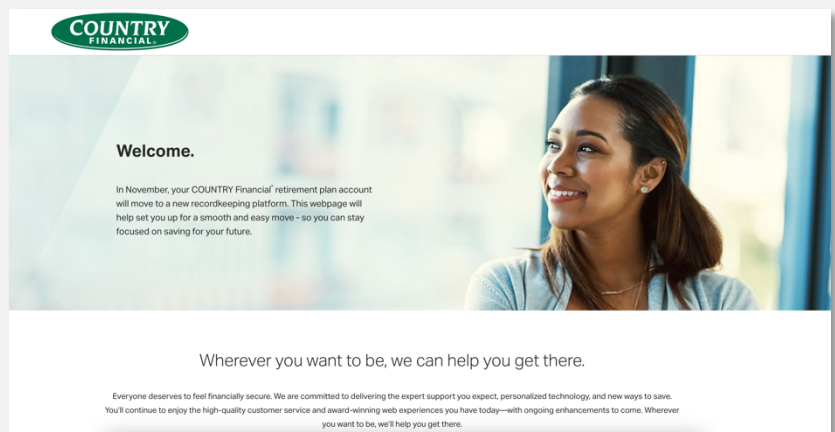 COUNTRY
FINANCIAL®
Welcome.
In November, your COUNTRY Financial® retirement plan account
will move to a new recordkeeping platform. This webpage will
help set you up for a smooth and easy move - so you can stay
focused on saving for your future.
Wherever you want to be, we can help you get there.
Everyone deserves to feel financially secure. We are committed to delivering the expert support you expect, personalized technology, and new ways to save.
You'll continue to enjoy the high-quality customer service and award-winning web experiences you have today—with ongoing enhancements to come. Wherever
you want to be, we'll help you get there.